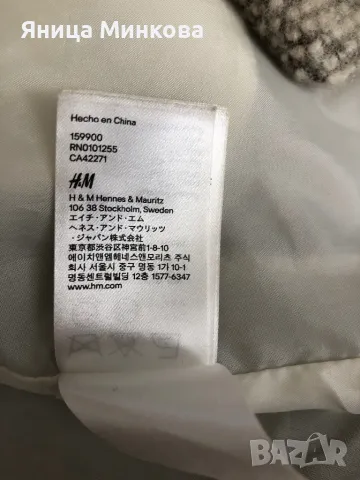 Яница Минкова
Hecho en China
159900
RN0101255
CA42271
H&M
H & M Hennes & Mauritz
106 38 Stockholm, Sweden
エイチ・アンド・エム
ヘネス・アンド・マウリッツ
・ジャパン株式会社
東京都渋谷区神宮前1-8-10
에이치앤엠헤네스앤모리츠 주식
회사 서울시 중구 명동 1가 10-1
명동센트럴빌딩 12층 1577-6347
www.hm.com
BAZAR